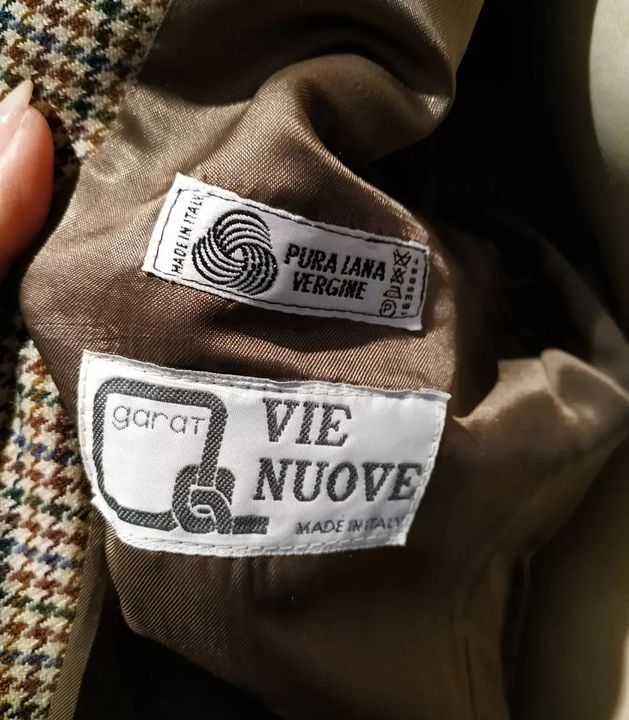 MADE IN ITALY
PURA LANA
VERGINE
P
garaT
VIE
NUOVE
MADE IN ITALY